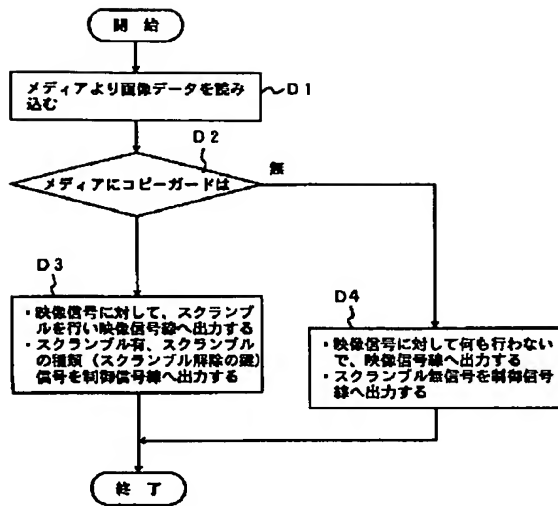 開 始
メディアより画像データを読み
込む
D1
D2
メディアにコピーガードは
無
D3
・映像信号に対して、スクランブ
ルを行い映像信号線へ出力する
・スクランブル有、スクランブル
の種類（スクランブル解除の鍵）
信号を制御信号線へ出力する
D4
・映像信号に対して何も行わない
で、映像信号線へ出力する
・スクランブル無信号を制御信号
線へ出力する
終 了